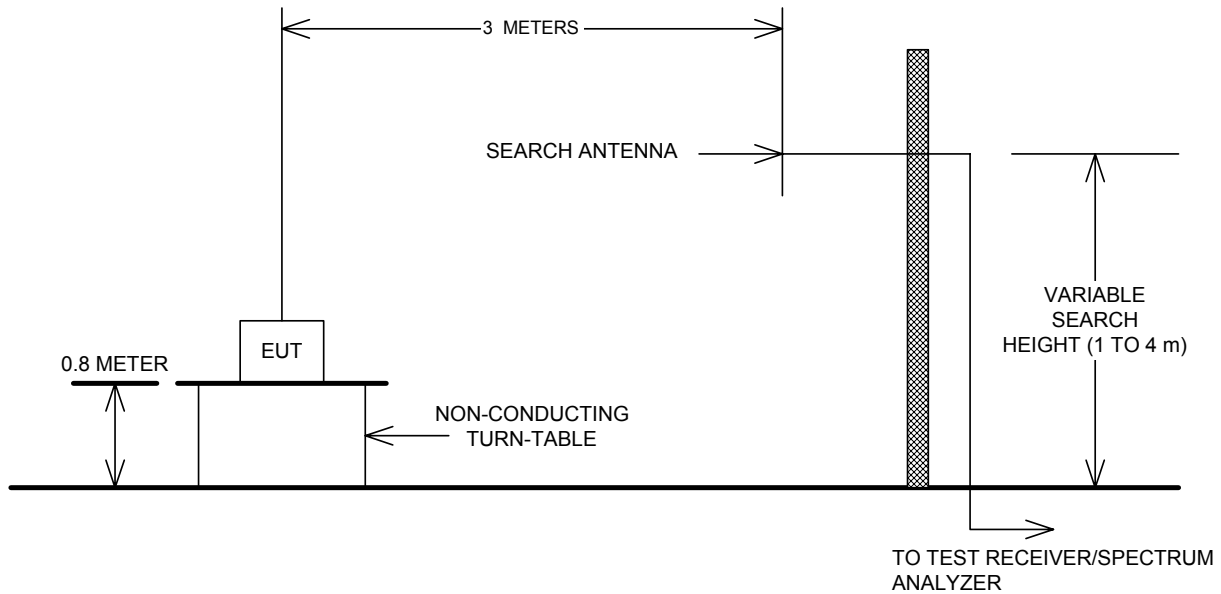 3 METERS
SEARCH ANTENNA
EUT
0.8 METER
NON-CONDUCTING
TURN-TABLE
VARIABLE
SEARCH
HEIGHT (1 TO 4 m)
TO TEST RECEIVER/SPECTRUM
ANALYZER